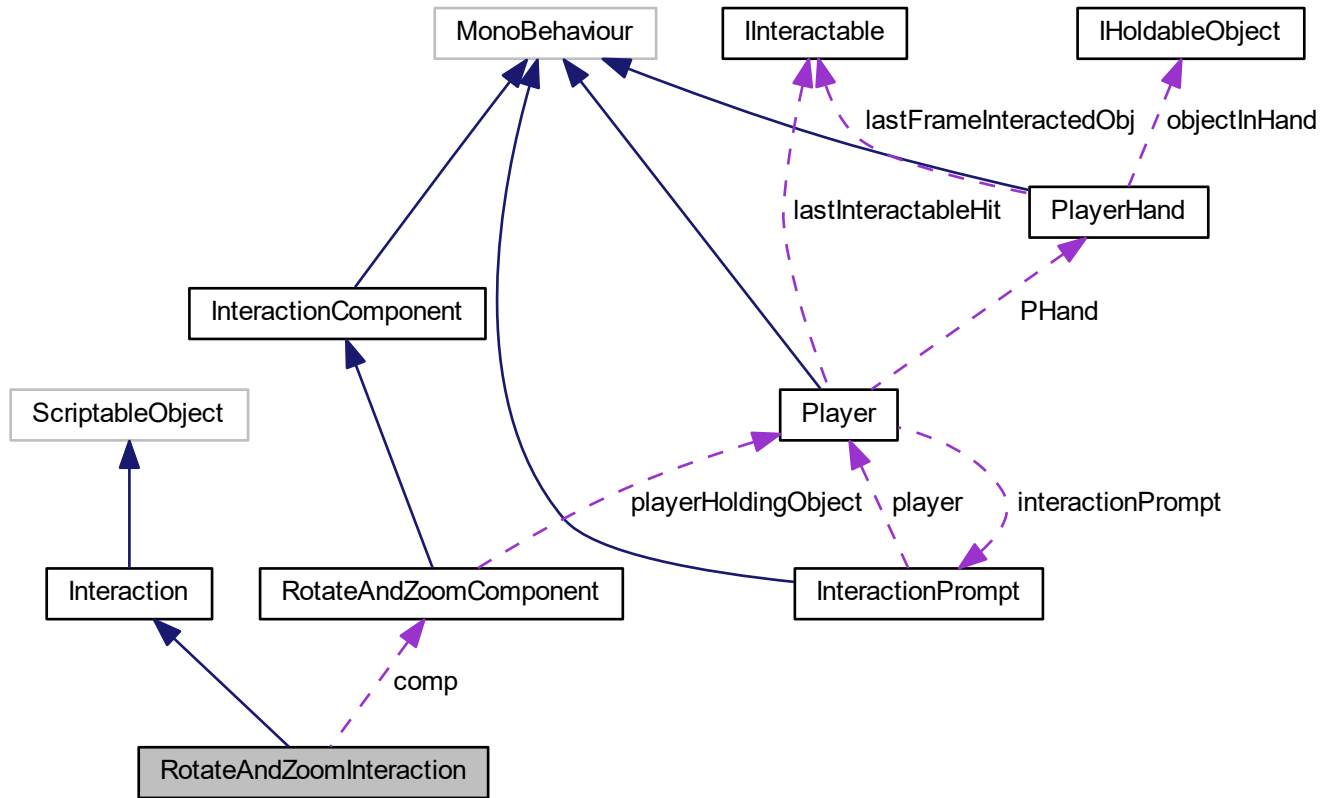 MonoBehaviour
IInteractable
IHoldableObject
lastFrameInteractedObj
objectInHand
lastInteractableHit
PlayerHand
InteractionComponent
PHand
ScriptableObject
Player
playerHoldingObject
player
interactionPrompt
Interaction
RotateAndZoomComponent
InteractionPrompt
comp
RotateAndZoomInteraction